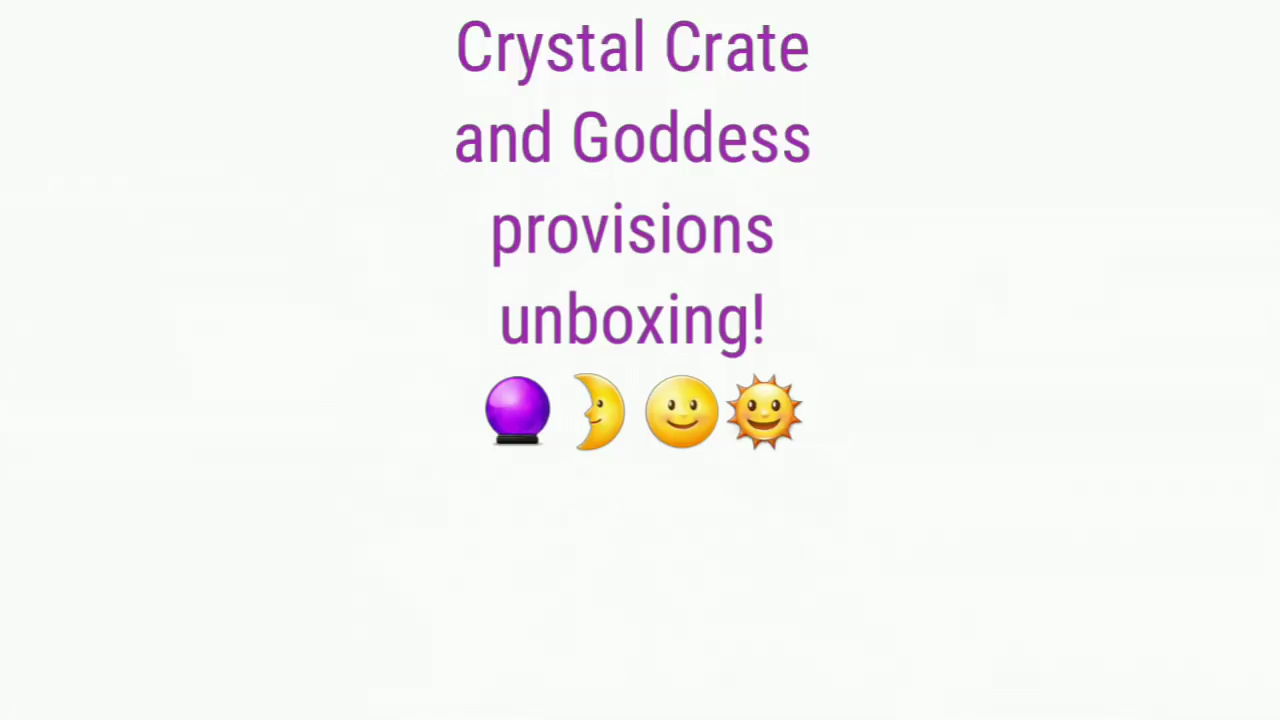 Crystal Crate
and Goddess
provisions
unboxing!
🔮🌛🌝🌞